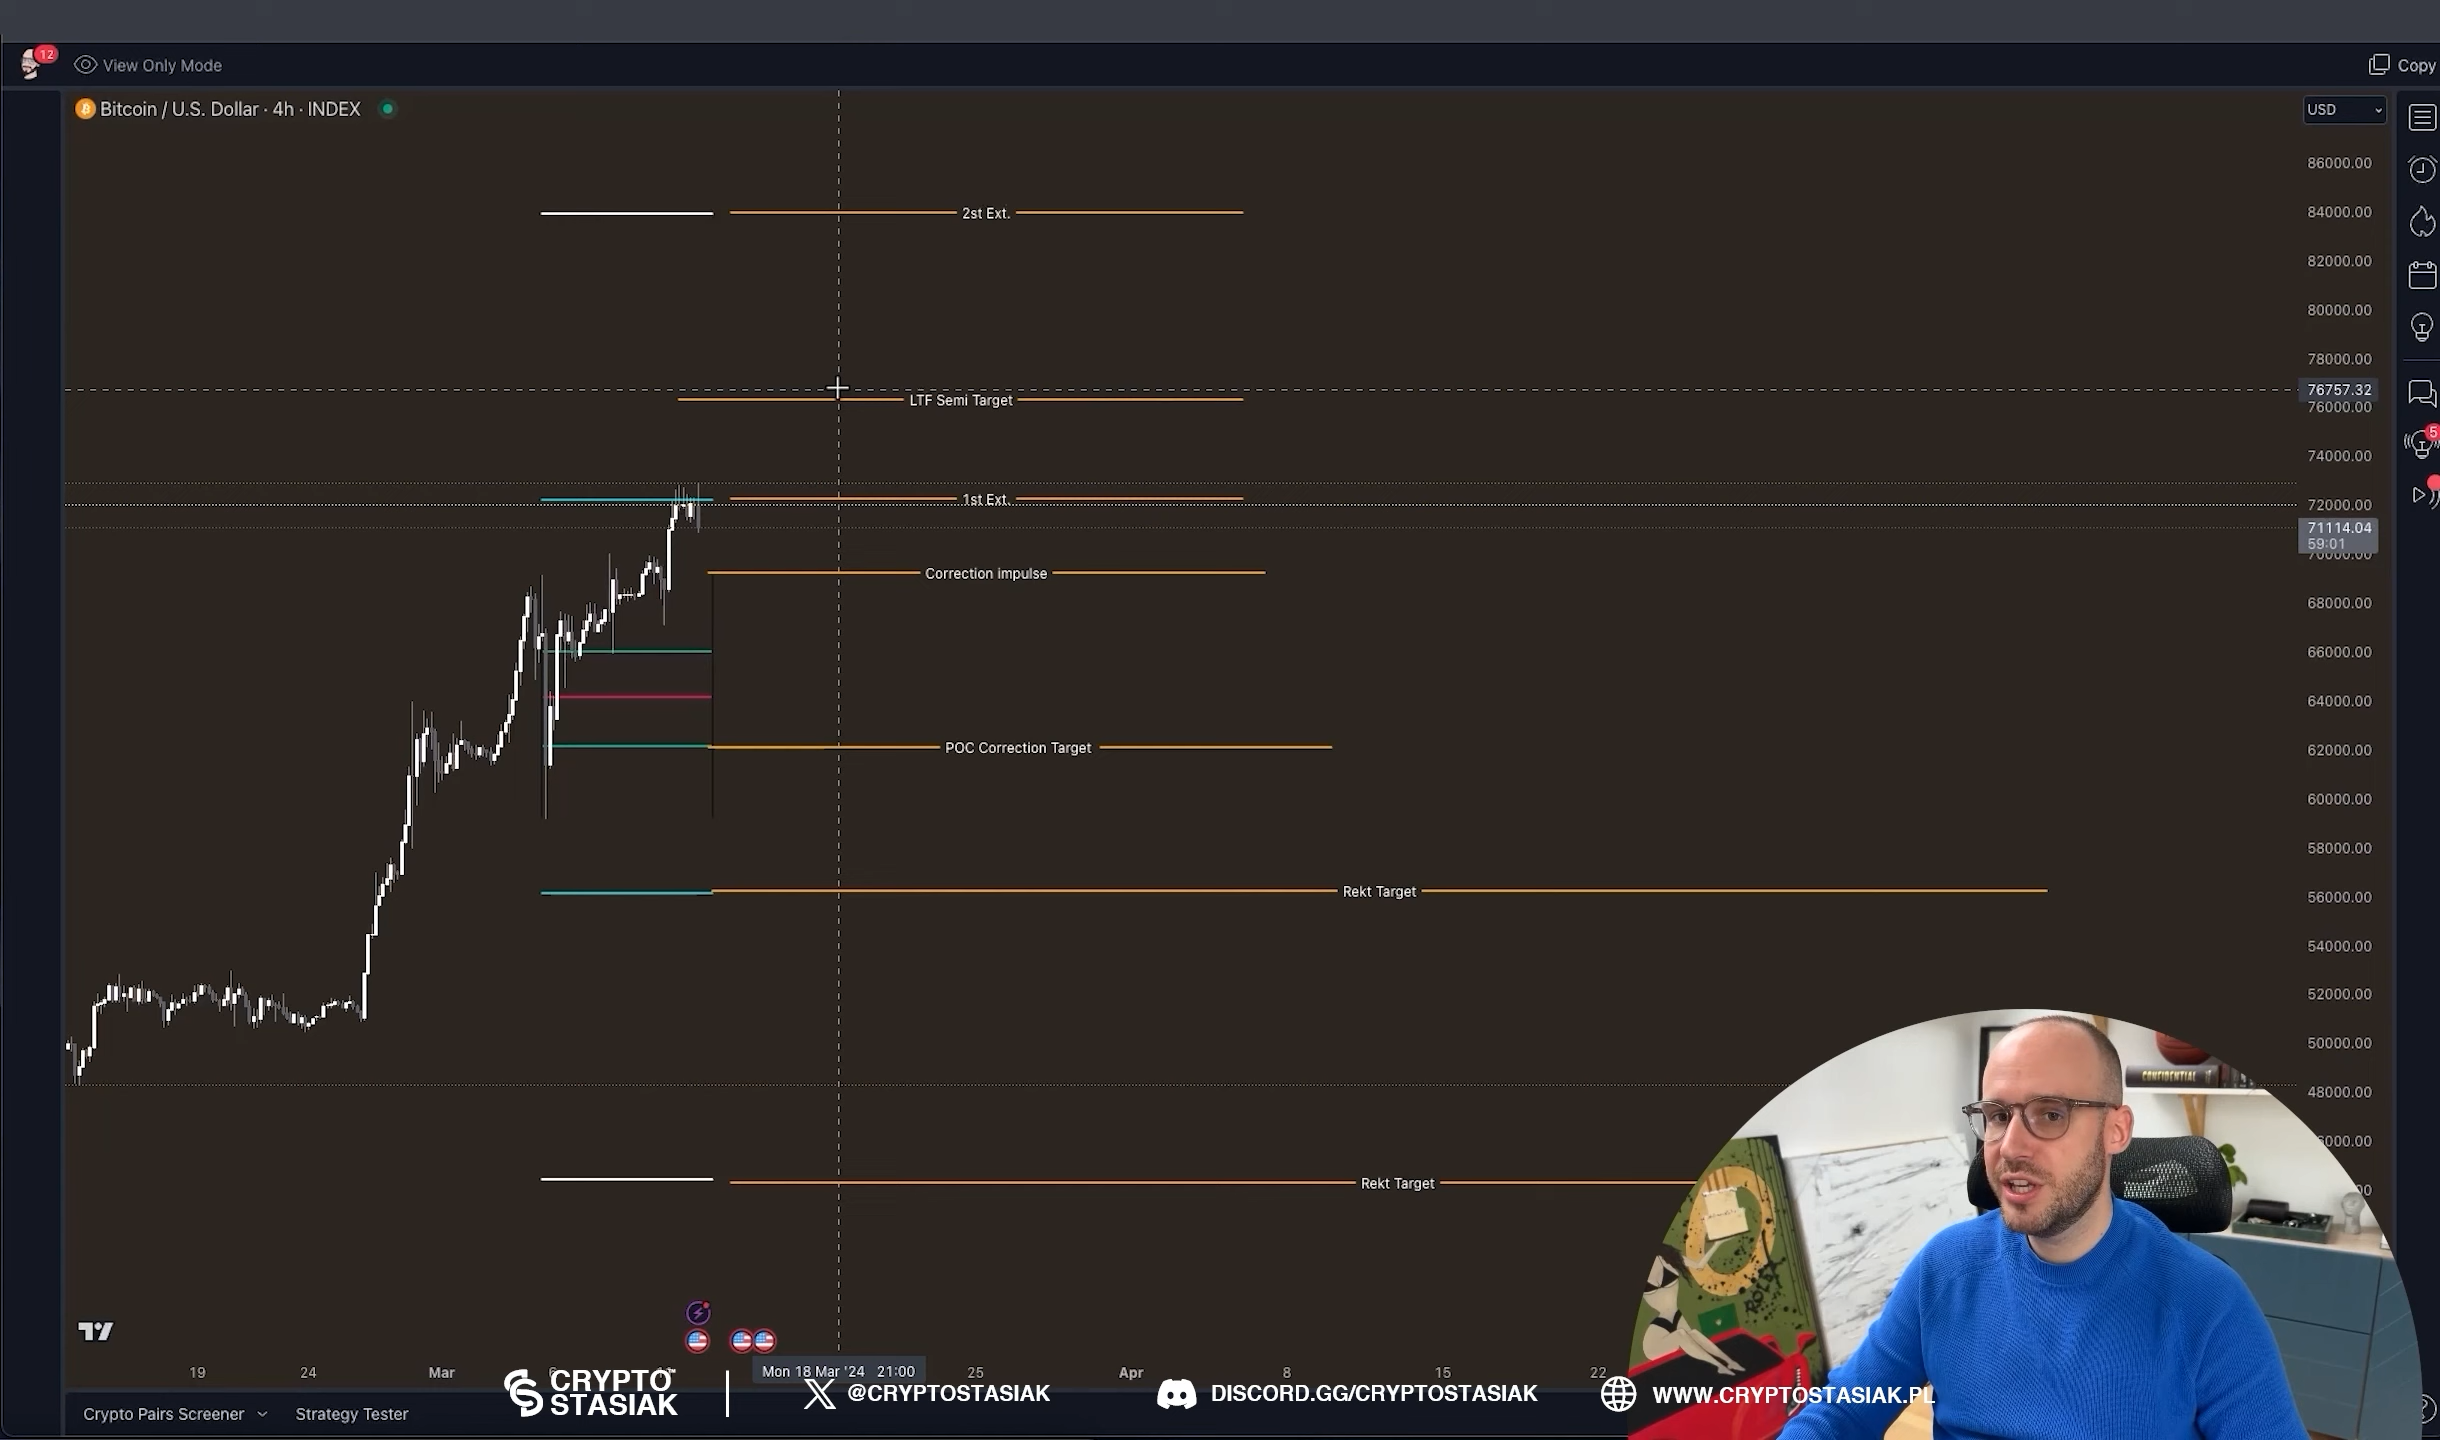 12
View Only Mode
Copy
Bitcoin / U.S. Dollar · 4h · INDEX
USD
86000.00
2st Ext.
84000.00
82000.00
80000.00
78000.00
76757.32
LTF Semi Target
76000.00
5
74000.00
1st Ext.
72000.00
71114.04
59:01
70000.00
Correction impulse
68000.00
66000.00
64000.00
POC Correction Target
62000.00
60000.00
58000.00
Rekt Target
56000.00
54000.00
52000.00
50000.00
CONFIDENTIAL
48000.00
Rekt Target
19
24
Mar
Mon 18 Mar '24 21:00
25
Apr
8
15
22
CRYPTO
STASIAK
@CRYPTOSTASIAK
DISCORD.GG/CRYPTOSTASIAK
WWW.CRYPTOSTASIAK.PL
Crypto Pairs Screener
Strategy Tester